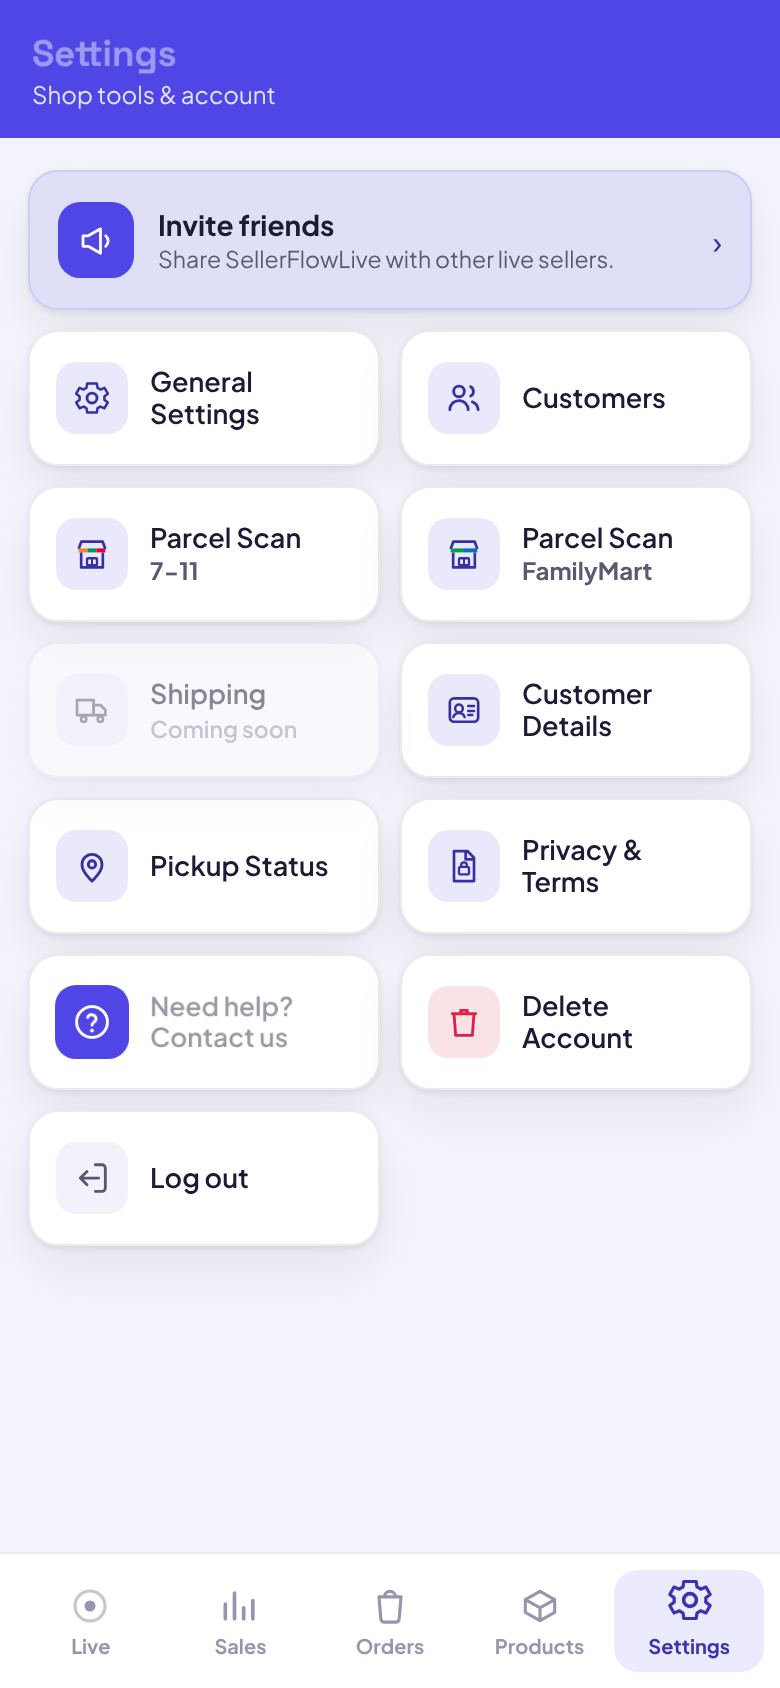 Settings
Shop tools & account
Invite friends
Share SellerFlowLive with other live sellers.
›
General
Settings
Customers
Parcel Scan
7-11
Parcel Scan
FamilyMart
Shipping
Coming soon
Customer
Details
Pickup Status
Privacy &
Terms
Need help?
Contact us
Delete
Account
Log out
Live
Sales
Orders
Products
Settings